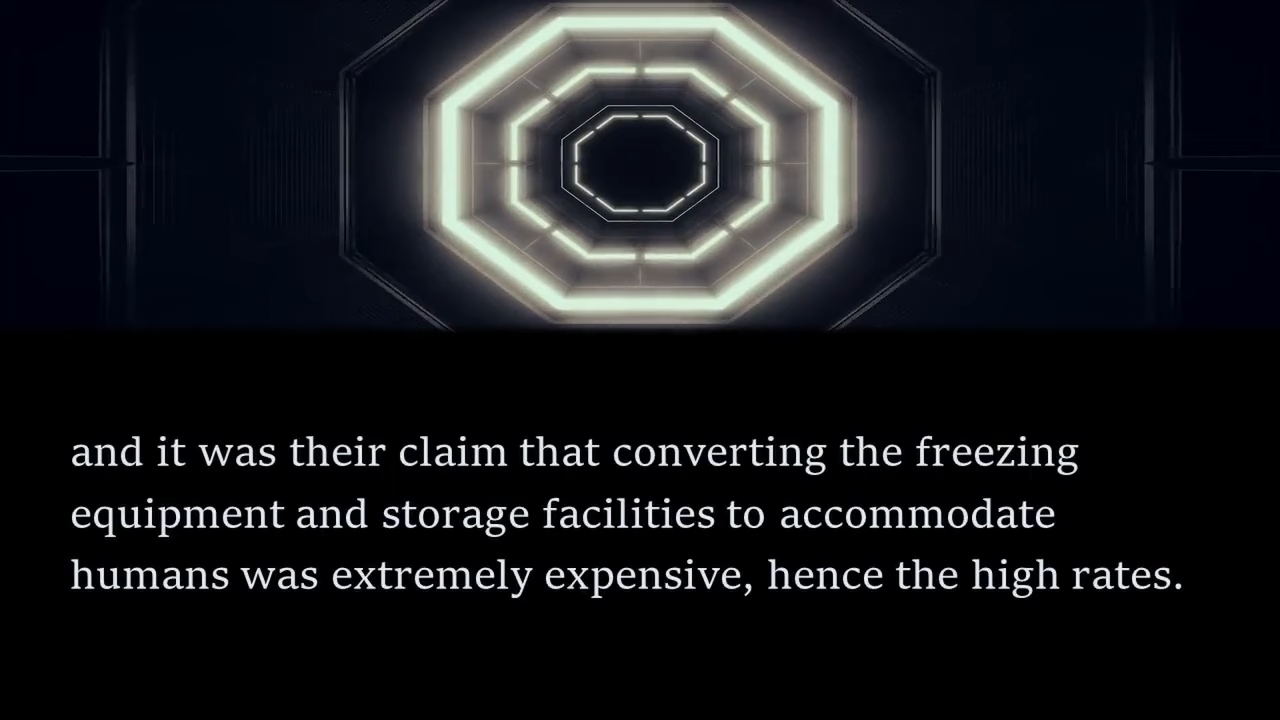 and it was their claim that converting the freezing
equipment and storage facilities to accommodate
humans was extremely expensive, hence the high rates.